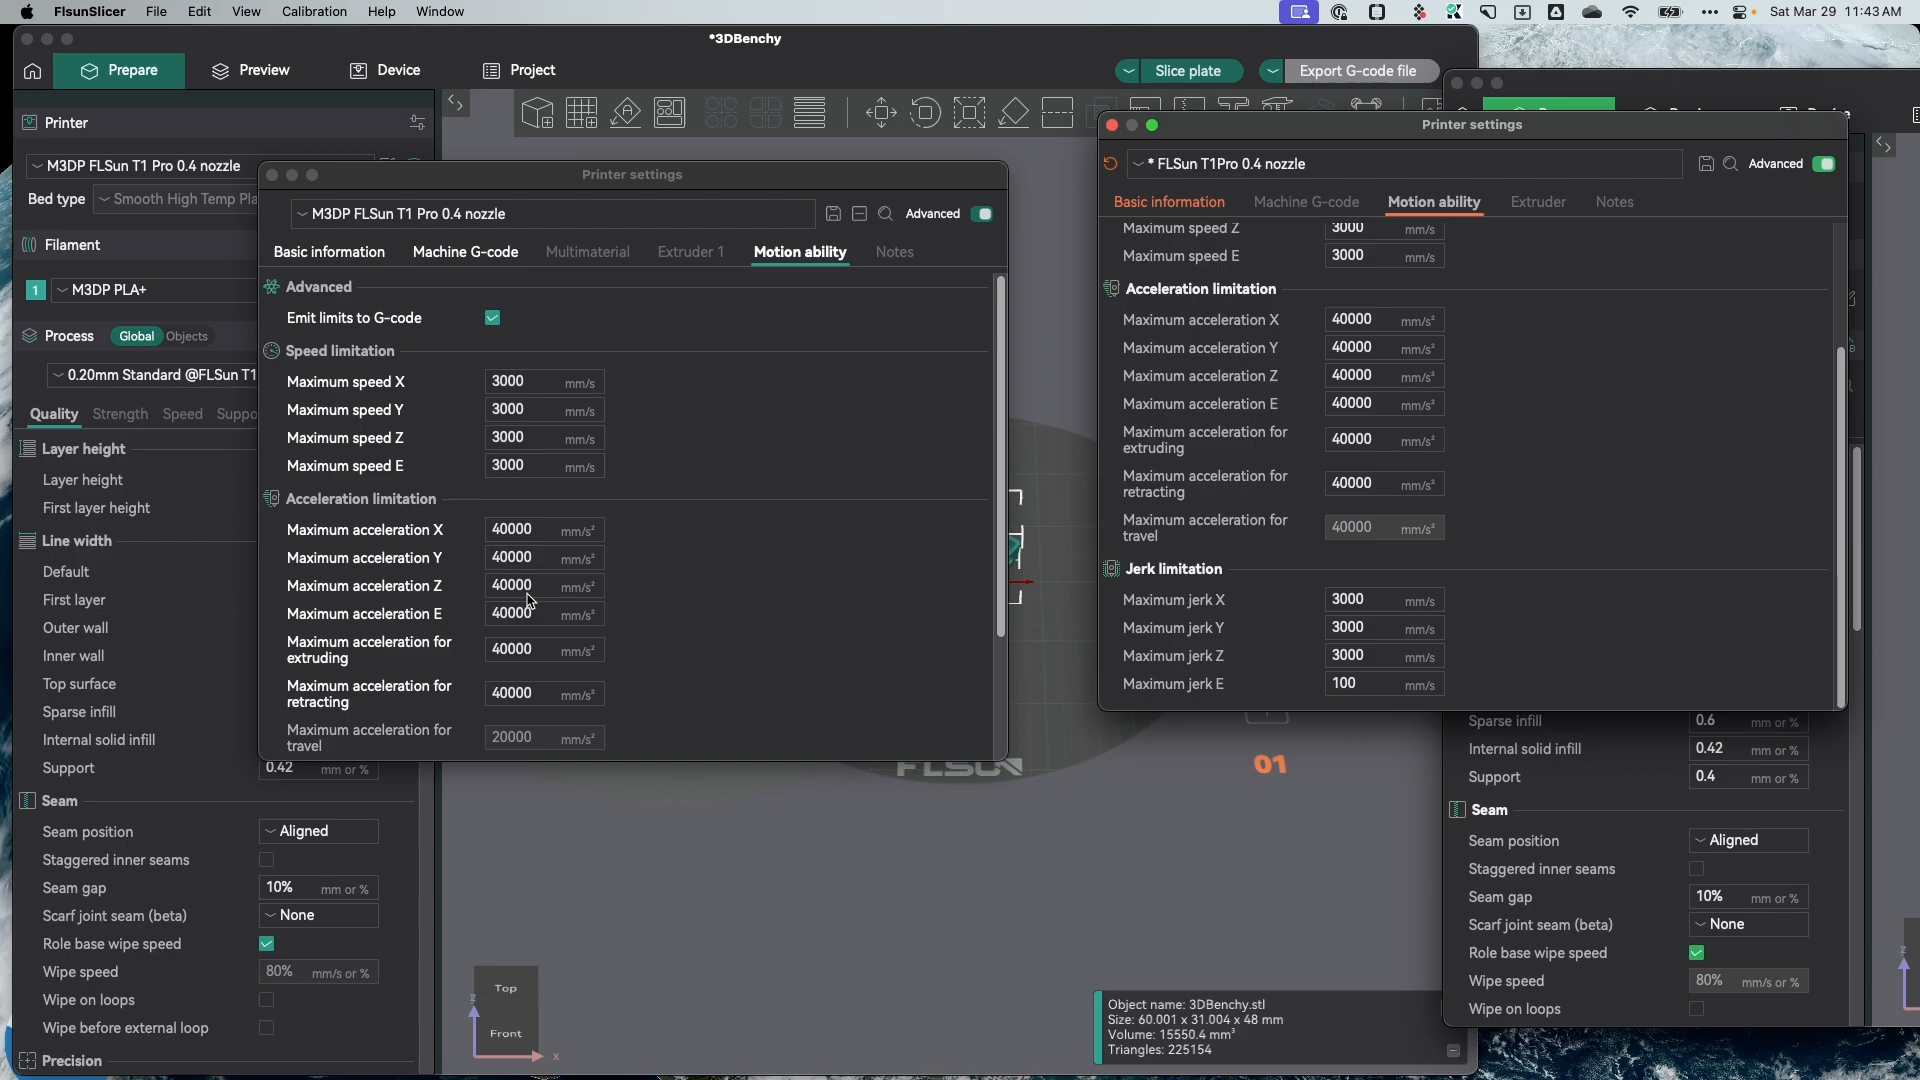 FlsunSlicer File Edit View Calibration Help Window
Sat Mar 29 11:43 AM
*3DBenchy
Prepare
Preview
Device
Project
Slice plate
Export G-code file
Printer
M3DP FLSun T1 Pro 0.4 nozzle
Bed type
Smooth High Temp Pla
Filament
1
M3DP PLA+
Process
Global
Objects
0.20mm Standard @FLSun T1
Quality Strength Speed Suppo
Layer height
Layer height
First layer height
Line width
Default
First layer
Outer wall
Inner wall
Top surface
Sparse infill
Internal solid infill
Support
0.42 mm or %
Seam
Seam position
Aligned
Staggered inner seams
Seam gap
10% mm or %
Scarf joint seam (beta)
None
Role base wipe speed
Wipe speed
80% mm/s or %
Wipe on loops
Wipe before external loop
Precision
Printer settings
M3DP FLSun T1 Pro 0.4 nozzle
Advanced
Basic information
Machine G-code
Multimaterial
Extruder 1
Motion ability
Notes
Advanced
Emit limits to G-code
Speed limitation
Maximum speed X 3000 mm/s
Maximum speed Y 3000 mm/s
Maximum speed Z 3000 mm/s
Maximum speed E 3000 mm/s
Acceleration limitation
Maximum acceleration X 40000 mm/s²
Maximum acceleration Y 40000 mm/s²
Maximum acceleration Z 40000 mm/s²
Maximum acceleration E 40000 mm/s²
Maximum acceleration for
extruding
40000 mm/s²
Maximum acceleration for
retracting
40000 mm/s²
Maximum acceleration for
travel
20000 mm/s²
Printer settings
* FLSun T1Pro 0.4 nozzle
Advanced
Basic information
Machine G-code
Motion ability
Extruder
Notes
Maximum speed Z 3000 mm/s
Maximum speed E 3000 mm/s
Acceleration limitation
Maximum acceleration X 40000 mm/s²
Maximum acceleration Y 40000 mm/s²
Maximum acceleration Z 40000 mm/s²
Maximum acceleration E 40000 mm/s²
Maximum acceleration for
extruding
40000 mm/s²
Maximum acceleration for
retracting
40000 mm/s²
Maximum acceleration for
travel
40000 mm/s²
Jerk limitation
Maximum jerk X 3000 mm/s
Maximum jerk Y 3000 mm/s
Maximum jerk Z 3000 mm/s
Maximum jerk E 100 mm/s
Sparse infill 0.6 mm or %
Internal solid infill 0.42 mm or %
Support 0.4 mm or %
Seam
Seam position Aligned
Staggered inner seams
Seam gap 10% mm or %
Scarf joint seam (beta) None
Role base wipe speed
Wipe speed 80% mm/s or %
Wipe on loops
FLSUN
01
Top
Front
z
x
Object name: 3DBenchy.stl
Size: 60.001 x 31.004 x 48 mm
Volume: 15550.4 mm³
Triangles: 225154